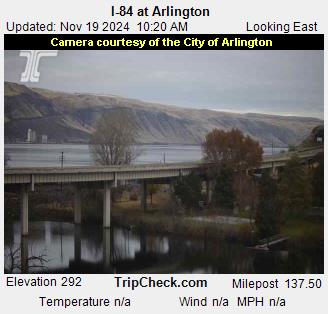 I-84 at Arlington
Updated: Nov 19 2024 10:20 AM Looking East
Camera courtesy of the City of Arlington
Elevation 292 TripCheck.com Milepost 137.50
Temperature n/a Wind n/a MPH n/a